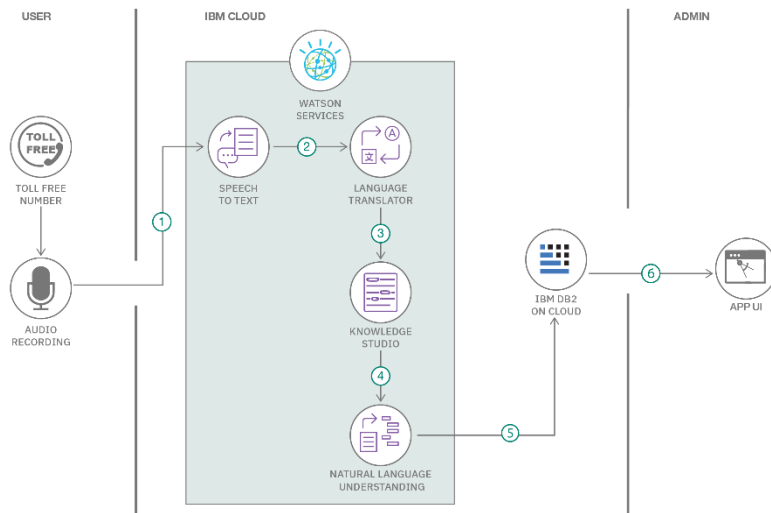 USER
IBM CLOUD
ADMIN
WATSON
SERVICES
TOLL
FREE
TOLL FREE
NUMBER
1
SPEECH
TO TEXT
2
A
文
LANGUAGE
TRANSLATOR
3
AUDIO
RECORDING
KNOWLEDGE
STUDIO
4
NATURAL LANGUAGE
UNDERSTANDING
5
IBM DB2
ON CLOUD
6
APP UI